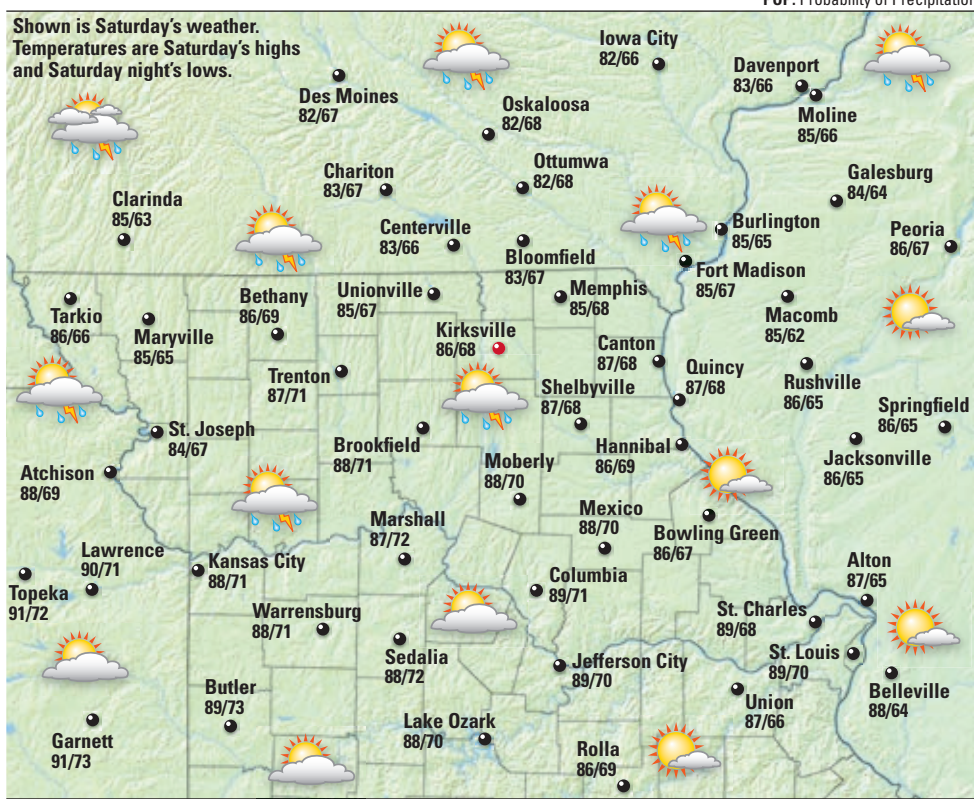 POP: Probability of Precipitation
Shown is Saturday's weather.
Temperatures are Saturday's highs
and Saturday night's lows.
Iowa City
82/66
Davenport
83/66
Des Moines
82/67
Moline
85/66
Oskaloosa
82/68
Ottumwa
82/68
Chariton
83/67
Galesburg
84/64
Clarinda
85/63
Centerville
83/66
Burlington
85/65
Peoria
86/67
Bloomfield
83/67
Fort Madison
85/67
Tarkio
86/66
Maryville
85/65
Bethany
86/69
Unionville
85/67
Memphis
85/68
Macomb
85/62
Kirksville
86/68
Canton
87/68
Quincy
87/68
Trenton
87/71
Shelbyville
87/68
Rushville
86/65
Springfield
86/65
St. Joseph
84/67
Brookfield
88/71
Hannibal
86/69
Jacksonville
86/65
Atchison
88/69
Moberly
88/70
Mexico
88/70
Bowling Green
86/67
Marshall
87/72
Lawrence
90/71
Kansas City
88/71
Columbia
89/71
Alton
87/65
Topeka
91/72
Warrensburg
88/71
St. Charles
89/68
Sedalia
88/72
Jefferson City
89/70
St. Louis
89/70
Belleville
88/64
Butler
89/73
Union
87/66
Garnett
91/73
Lake Ozark
88/70
Rolla
86/69